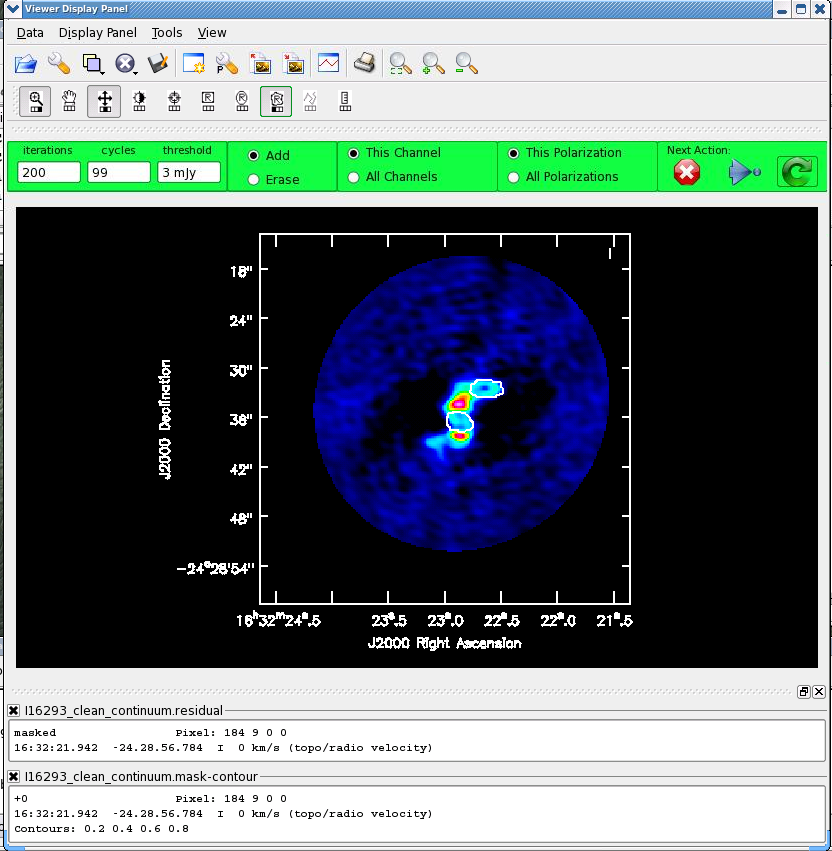 Viewer Display Panel
Data Display Panel Tools View
iterations cycles threshold
200 99 3 mJy
Add
Erase
This Channel
All Channels
This Polarization
All Polarizations
Next Action:
I
18"
24"
30"
36"
42"
48"
-24°28'54"
J2000 Declination
16h32m24s.5 23s.5 23s.0 22s.5 22s.0 21s.5
J2000 Right Ascension
I16293_clean_continuum.residual
masked Pixel: 184 9 0 0
16:32:21.942 -24.28.56.784 I 0 km/s (topo/radio velocity)
I16293_clean_continuum.mask-contour
+0 Pixel: 184 9 0 0
16:32:21.942 -24.28.56.784 I 0 km/s (topo/radio velocity)
Contours: 0.2 0.4 0.6 0.8